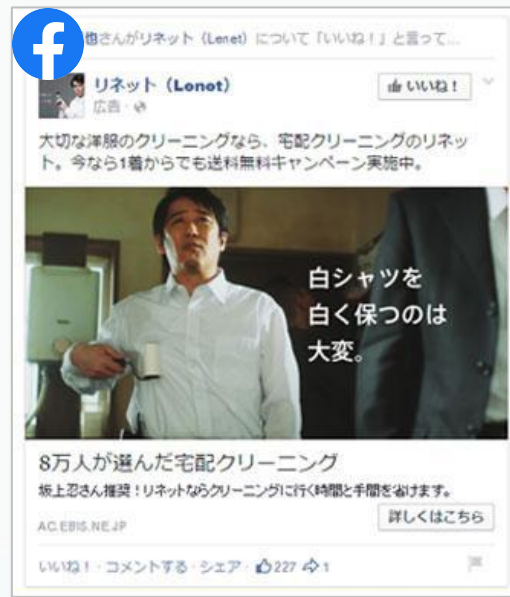 也さんがリネット（Lenet）について「いいね！」と言って...
リネット（Lenet）
いいね！
広告
大切な洋服のクリーニングなら、宅配クリーニングのリネッ
ト。今なら1着からでも送料無料キャンペーン実施中。
白シャツを
白く保つのは
大変。
8万人が選んだ宅配クリーニング
坂上忍さん推奨！リネットならクリーニングに行く時間と手間を省けます。
AC.EBIS.NE.JP
詳しくはこちら
いいね！ · コメントする · シェア · 227 1